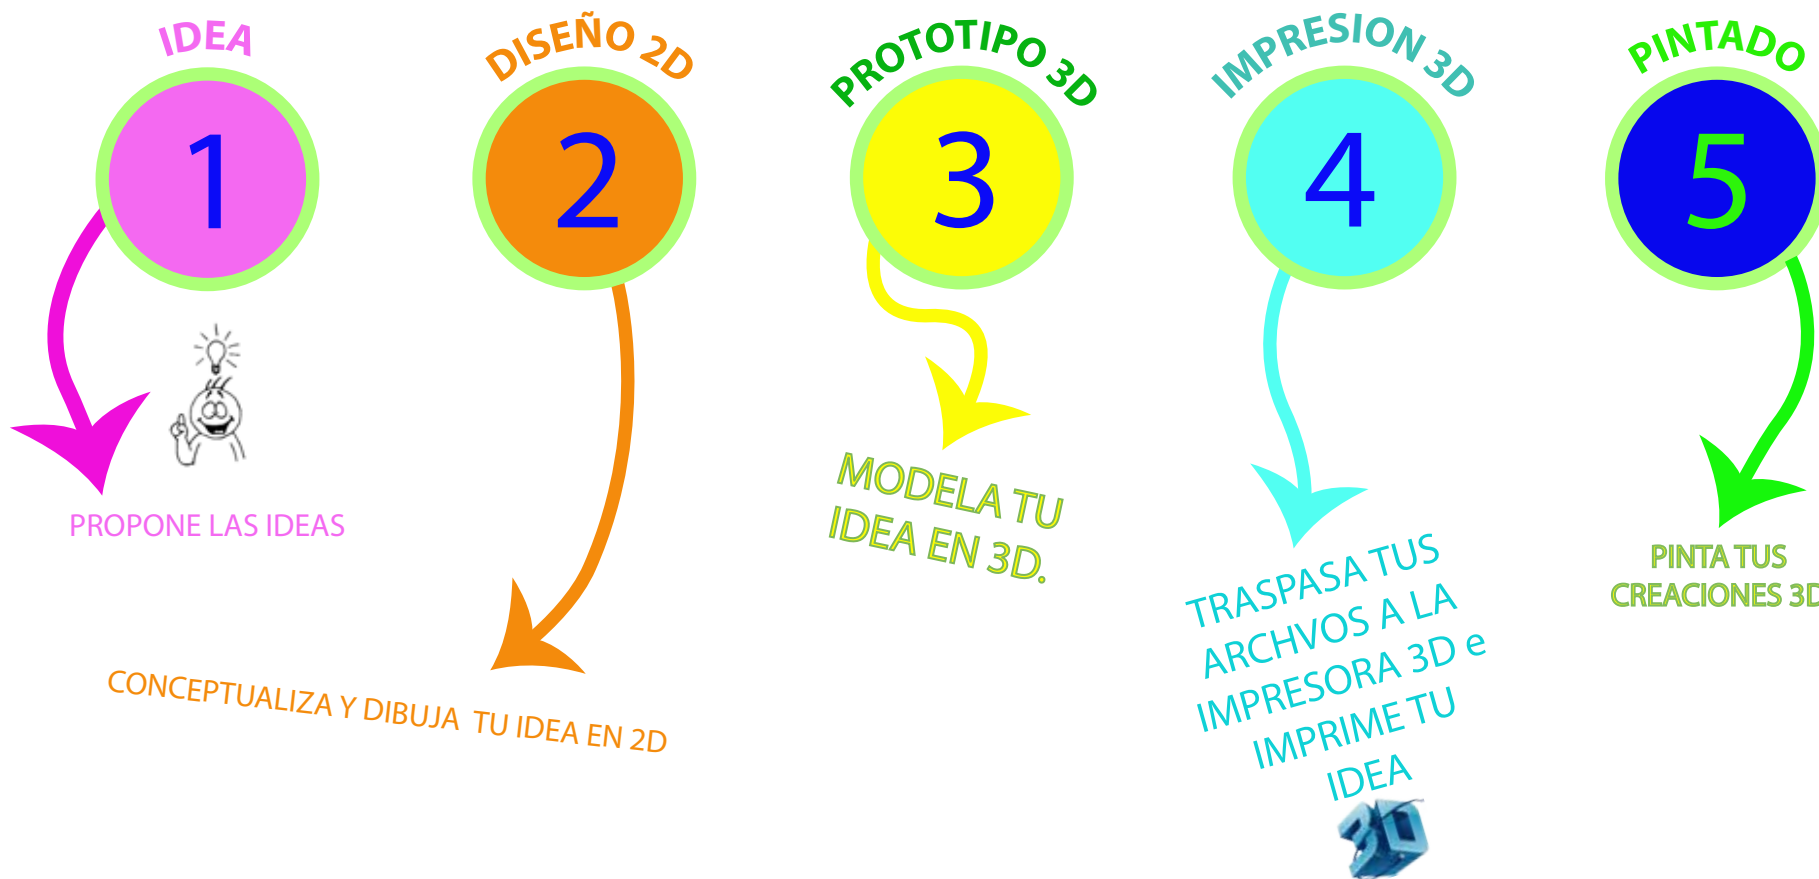 IDEA
1
PROPONE LAS IDEAS
DISEÑO 2D
2
CONCEPTUALIZA Y DIBUJA TU IDEA EN 2D
PROTOTIPO 3D
3
MODELA TU
IDEA EN 3D.
IMPRESION 3D
4
TRASPASA TUS
ARCHVOS A LA
IMPRESORA 3D e
IMPRIME TU
IDEA
3D
PINTADO
5
PINTA TUS
CREACIONES 3D